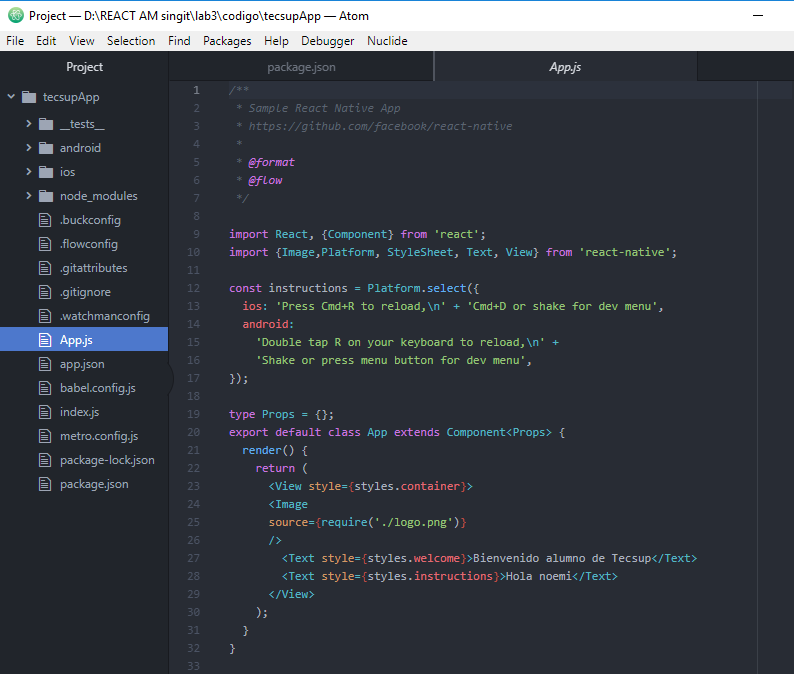 Project — D:\REACT AM singit\lab3\codigo\tecsupApp — Atom
File Edit View Selection Find Packages Help Debugger Nuclide
Project
tecsupApp
__tests__
android
ios
node_modules
.buckconfig
.flowconfig
.gitattributes
.gitignore
.watchmanconfig
App.js
app.json
babel.config.js
index.js
metro.config.js
package-lock.json
package.json
package.json App.js
1 /**
2  * Sample React Native App
3  * https://github.com/facebook/react-native
4  *
5  * @format
6  * @flow
7  */
8
9 import React, {Component} from 'react';
10 import {Image,Platform, StyleSheet, Text, View} from 'react-native';
11
12 const instructions = Platform.select({
13   ios: 'Press Cmd+R to reload,\n' + 'Cmd+D or shake for dev menu',
14   android:
15     'Double tap R on your keyboard to reload,\n' +
16     'Shake or press menu button for dev menu',
17 });
18
19 type Props = {};
20 export default class App extends Component<Props> {
21   render() {
22     return (
23       <View style={styles.container}>
24       <Image
25       source={require('./logo.png')}
26       />
27         <Text style={styles.welcome}>Bienvenido alumno de Tecsup</Text>
28         <Text style={styles.instructions}>Hola noemi</Text>
29       </View>
30     );
31   }
32 }
33